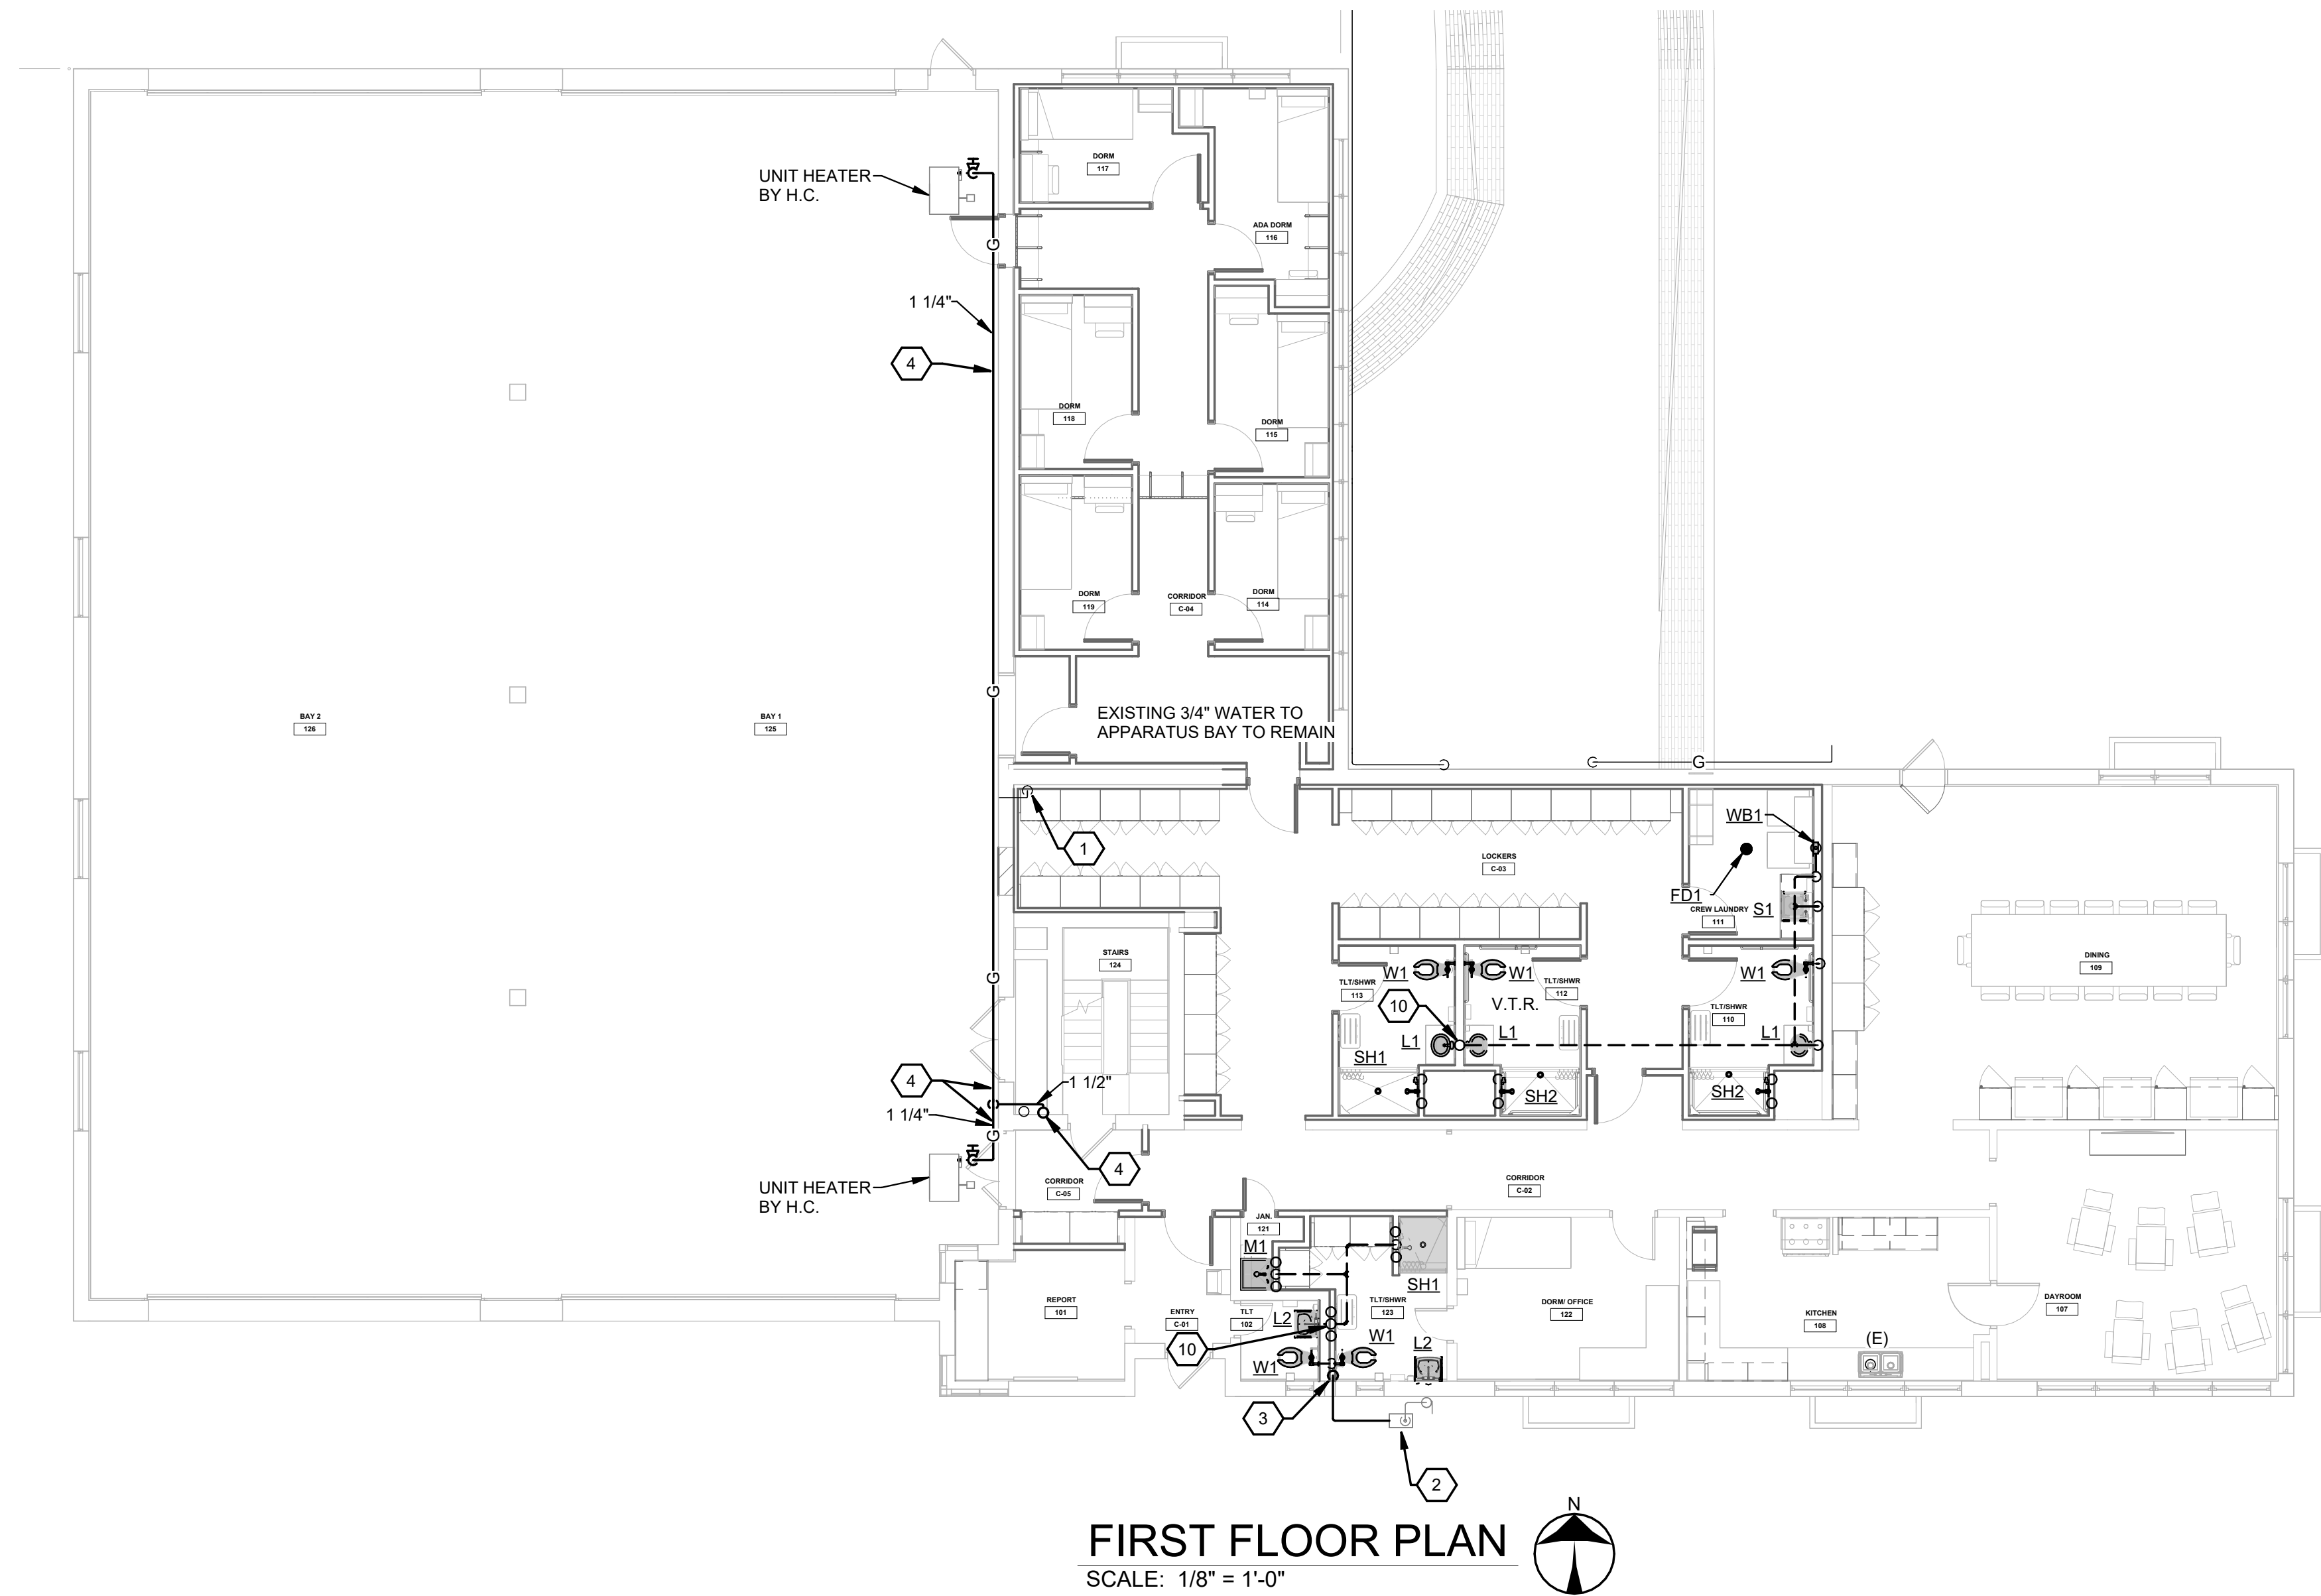 DORM
117
UNIT HEATER
BY H.C.
ADA DORM
116
G
1 1/4"
4
DORM
118
DORM
115
DORM
119
CORRIDOR
C-04
DORM
114
G
EXISTING 3/4" WATER TO
APPARATUS BAY TO REMAIN
BAY 2
126
BAY 1
125
G
1
WB1
LOCKERS
C-03
FD1
CREW LAUNDRY
111
S1
STAIRS
124
DINING
109
G
W1
W1
W1
TLT/SHWR
113
TLT/SHWR
112
10
V.T.R.
TLT/SHWR
110
L1
L1
L1
SH1
4
1 1/2"
SH2
SH2
1 1/4"
G
4
UNIT HEATER
BY H.C.
CORRIDOR
C-05
CORRIDOR
C-02
JAN.
121
M1
SH1
REPORT
101
ENTRY
C-01
TLT
102
L2
TLT/SHWR
123
DORM/ OFFICE
122
KITCHEN
108
DAYROOM
107
10
W1
W1
L2
(E)
3
2
N
FIRST FLOOR PLAN
SCALE: 1/8" = 1'-0"